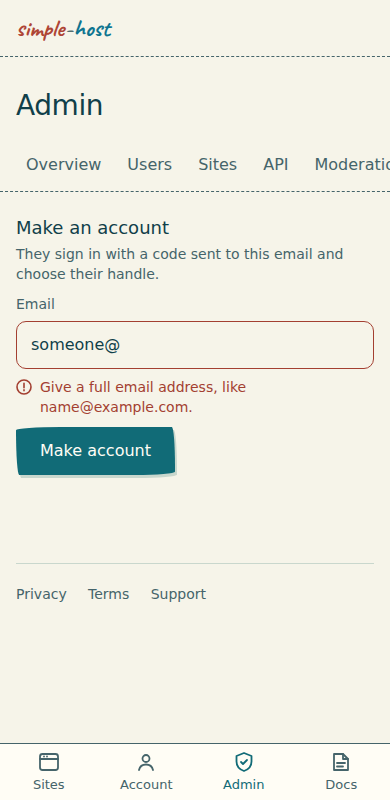 simple-host
Admin
Overview Users Sites API
Make an account
They sign in with a code sent to this email and
choose their handle.
Email
someone@
Give a full email address, like
name@example.com.
Make account
Privacy Terms Support
Sites Account Admin Docs